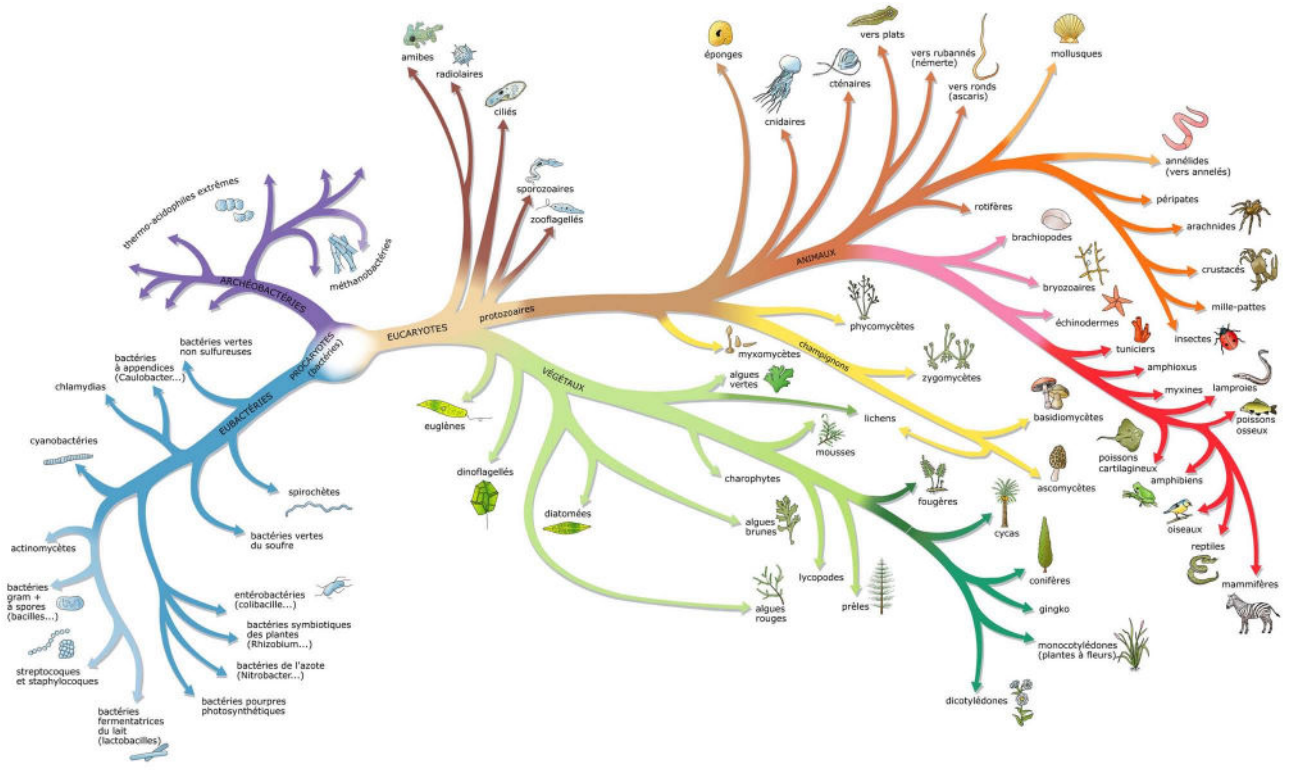 amibes
radiolaires
ciliés
sporozoaires
zooflagellés
éponges
cnidaires
cténaires
vers plats
vers rubannés
(némerte)
vers ronds
(ascaris)
mollusques
annélides
(vers annelés)
péripates
arachnides
crustacés
mille-pattes
insectes
rotifères
brachiopodes
bryozoaires
échinodermes
tuniciers
amphioxus
myxines
lamproies
poissons
osseux
poissons
cartilagineux
amphibiens
oiseaux
reptiles
mammifères
ANIMAUX
thermo-acidophiles extrêmes
méthanobactéries
ARCHÉOBACTÉRIES
PROCARYOTES
(bactéries)
EUCARYOTES
protozoaires
EUBACTÉRIES
bactéries vertes
non sulfureuses
bactéries
à appendices
(Caulobacter...)
chlamydias
cyanobactéries
spirochètes
bactéries vertes
du soufre
actinomycètes
bactéries
gram +
à spores
(bacilles...)
streptocoques
et staphylocoques
bactéries
fermentatrices
du lait
(lactobacilles)
entérobactéries
(colibacille...)
bactéries symbiotiques
des plantes
(Rhizobium...)
bactéries de l'azote
(Nitrobacter...)
bactéries pourpres
photosynthétiques
champignons
myxomycètes
phycomycètes
zygomycètes
basidiomycètes
ascomycètes
lichens
VÉGÉTAUX
euglènes
dinoflagellés
diatomées
algues
vertes
mousses
charophytes
algues
brunes
algues
rouges
lycopodes
prêles
fougères
cycas
conifères
gingko
monocotylédones
(plantes à fleurs)
dicotylédones